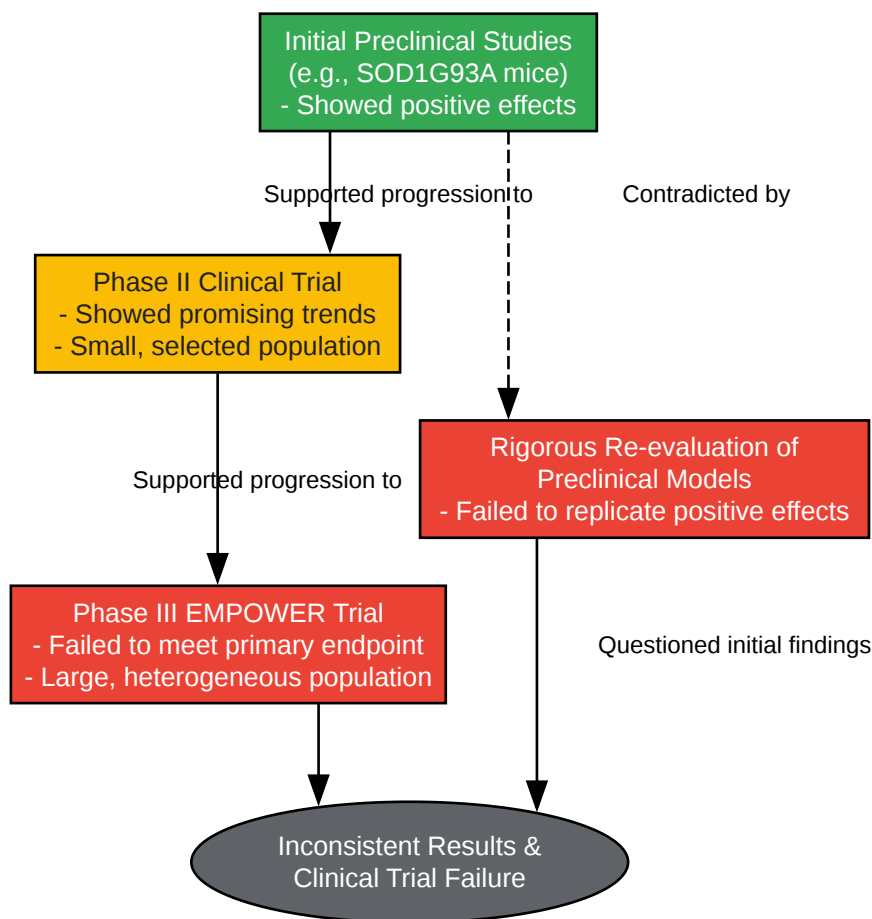 Initial Preclinical Studies
(e.g., SOD1G93A mice)
- Showed positive effects
Supported progression to
Contradicted by
Phase II Clinical Trial
- Showed promising trends
- Small, selected population
Rigorous Re-evaluation of
Preclinical Models
- Failed to replicate positive effects
Supported progression to
Phase III EMPOWER Trial
- Failed to meet primary endpoint
- Large, heterogeneous population
Questioned initial findings
Inconsistent Results &
Clinical Trial Failure